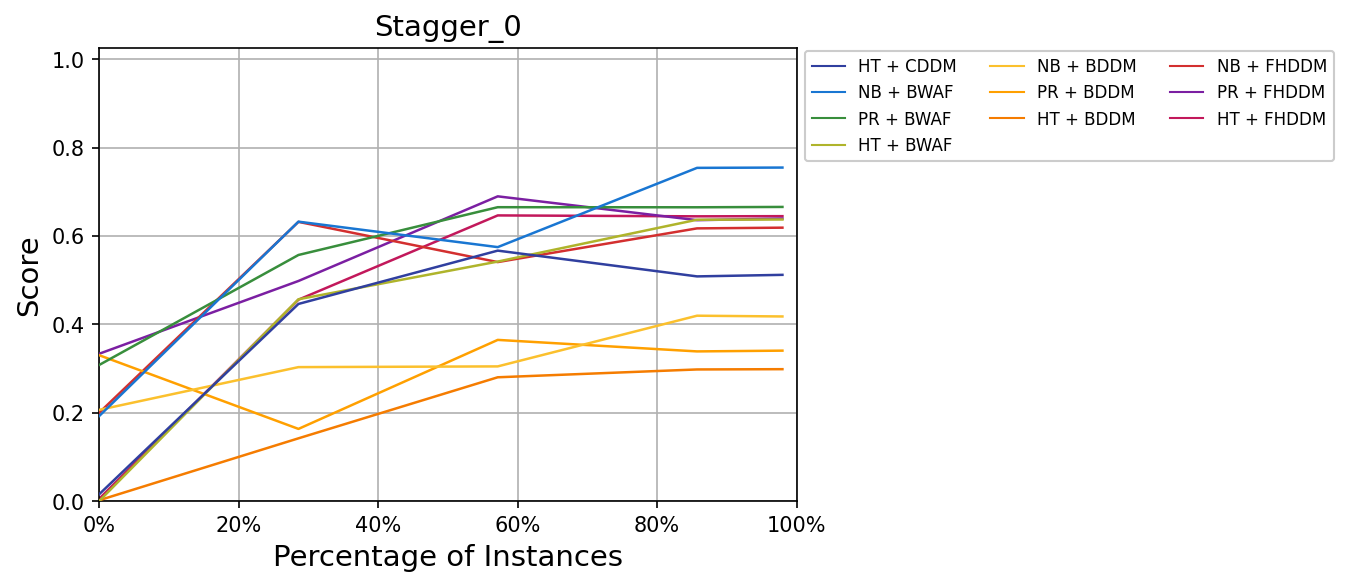 Stagger_0
Score
1.0
0.8
0.6
0.4
0.2
0.0
0% 20% 40% 60% 80% 100%
Percentage of Instances
HT + CDDM
NB + BWAF
PR + BWAF
HT + BWAF
NB + BDDM
PR + BDDM
HT + BDDM
NB + FHDDM
PR + FHDDM
HT + FHDDM